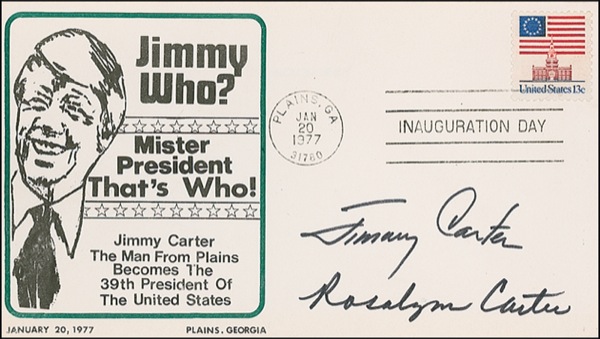 Jimmy
Who?
Mister
President
That's Who!
Jimmy Carter
The Man From Plains
Becomes The
39th President Of
The United States
JANUARY 20, 1977
PLAINS, GEORGIA
PLAINS, GA
JAN
20
1977
31780
INAUGURATION DAY
United States 13c
Jimmy Carter
Rosalynn Carter